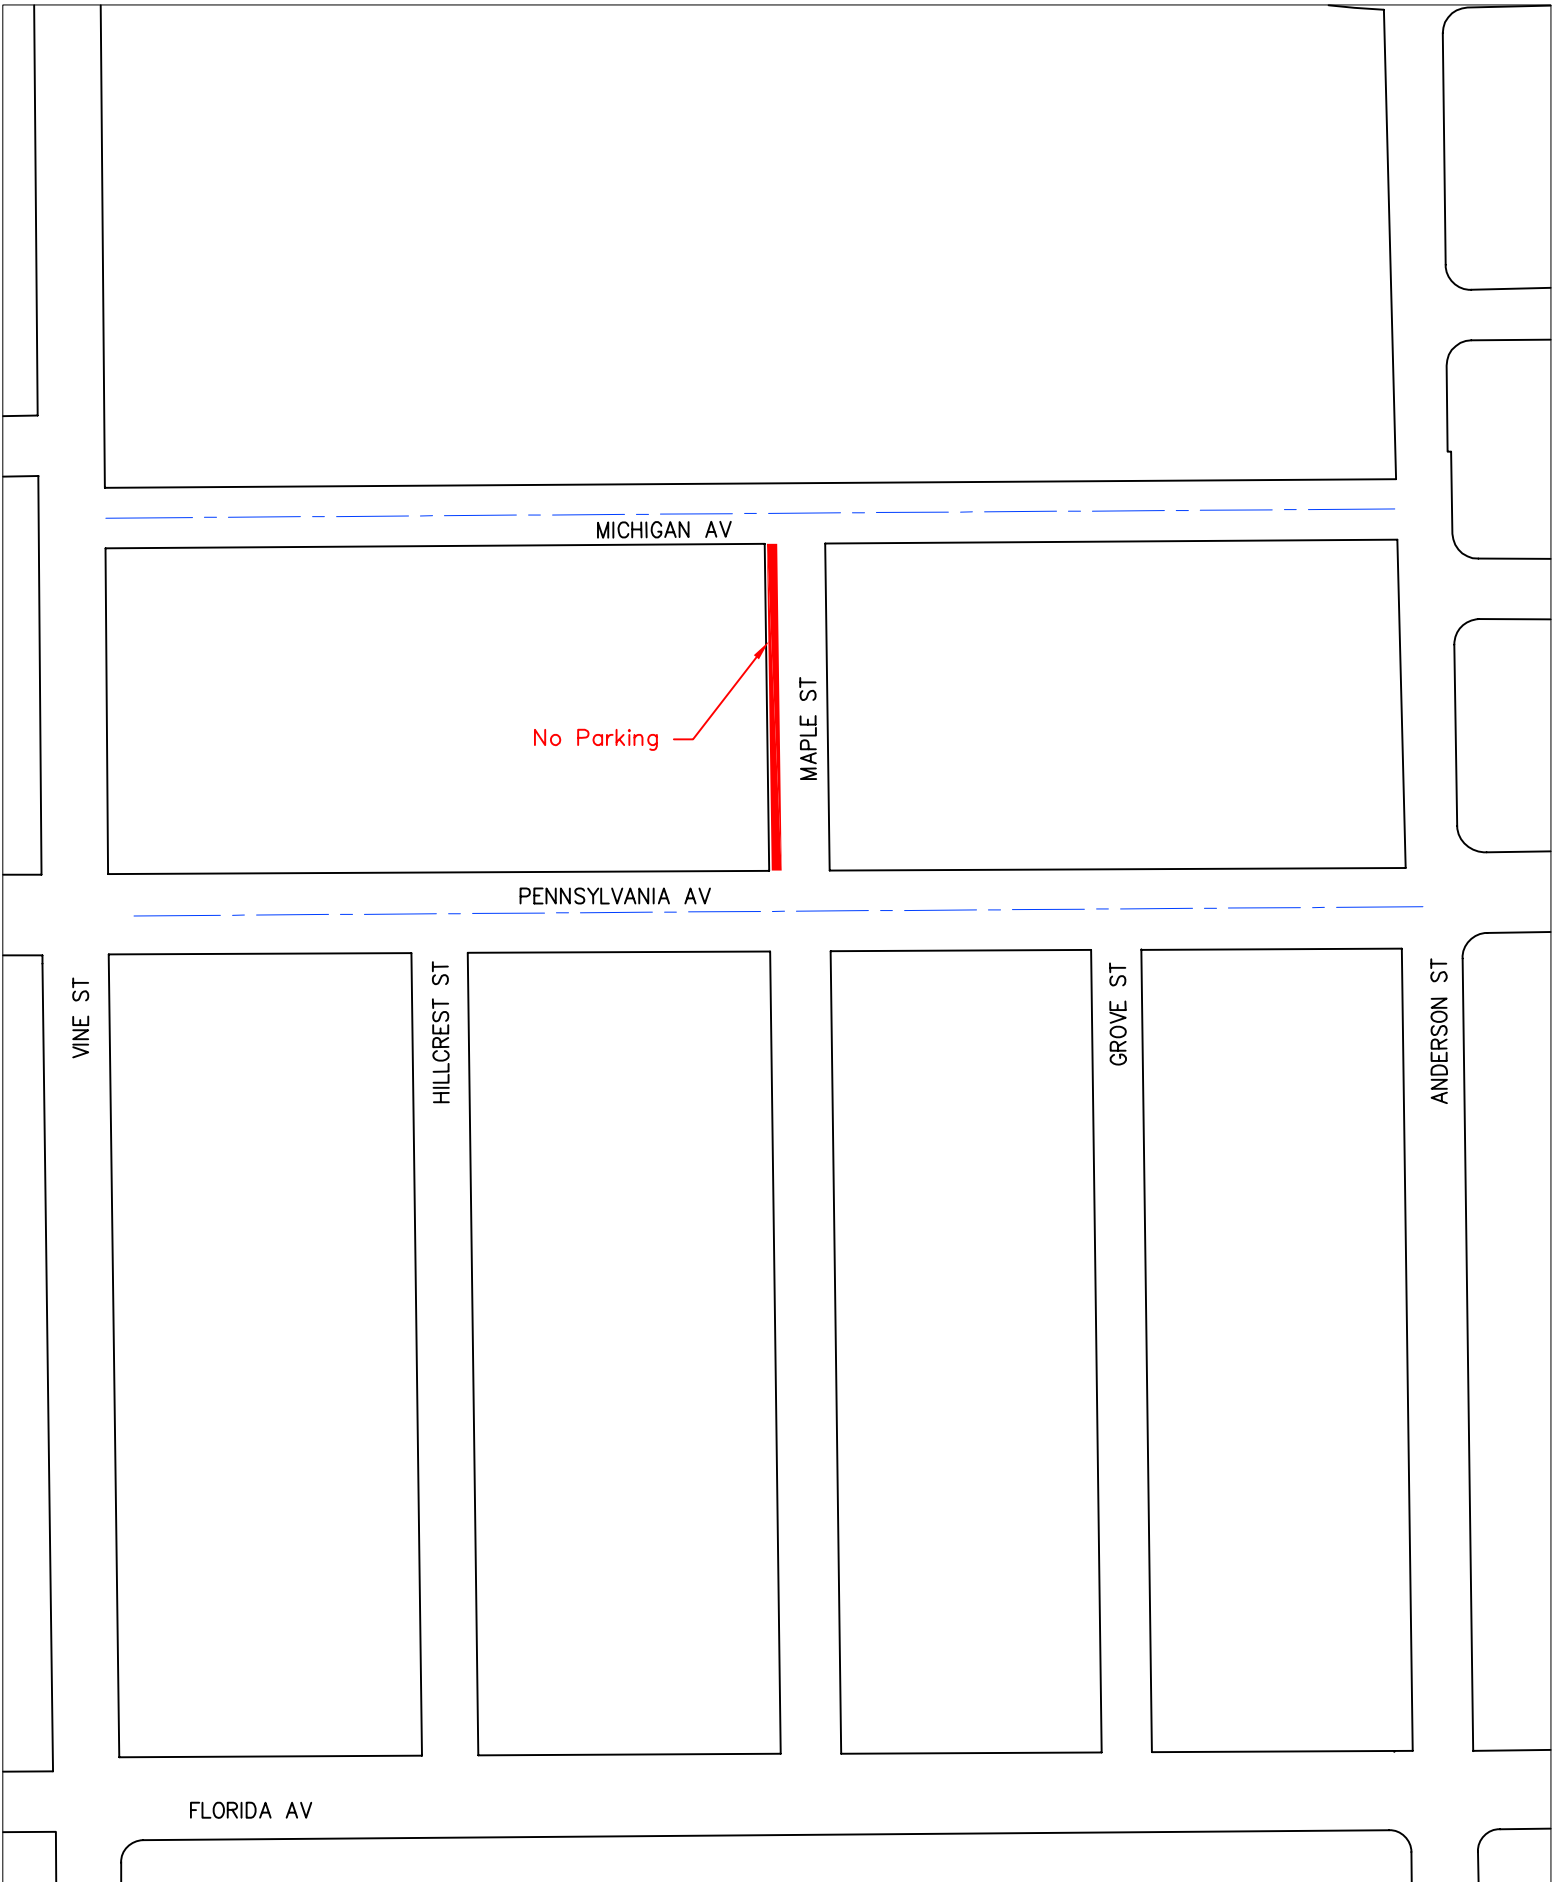 MICHIGAN AV
No Parking
MAPLE ST
PENNSYLVANIA AV
VINE ST
HILLCREST ST
GROVE ST
ANDERSON ST
FLORIDA AV